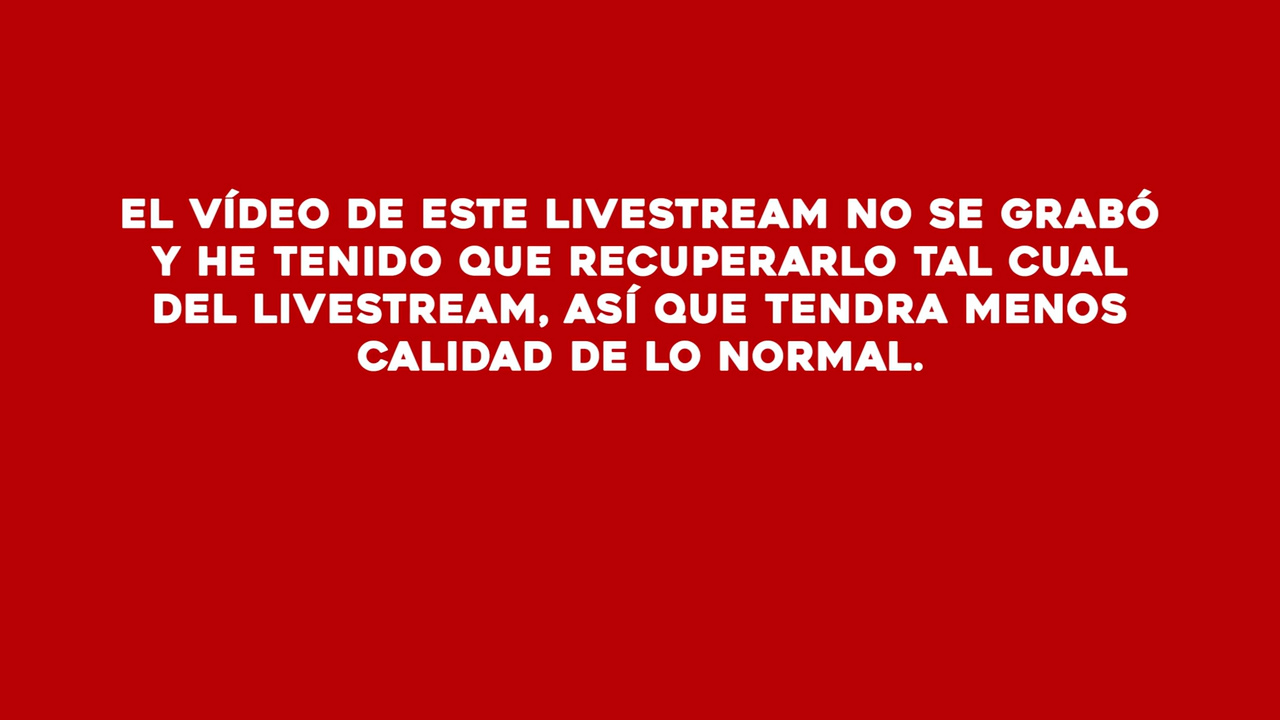 EL VÍDEO DE ESTE LIVESTREAM NO SE GRABÓ
Y HE TENIDO QUE RECUPERARLO TAL CUAL
DEL LIVESTREAM, ASÍ QUE TENDRA MENOS
CALIDAD DE LO NORMAL.